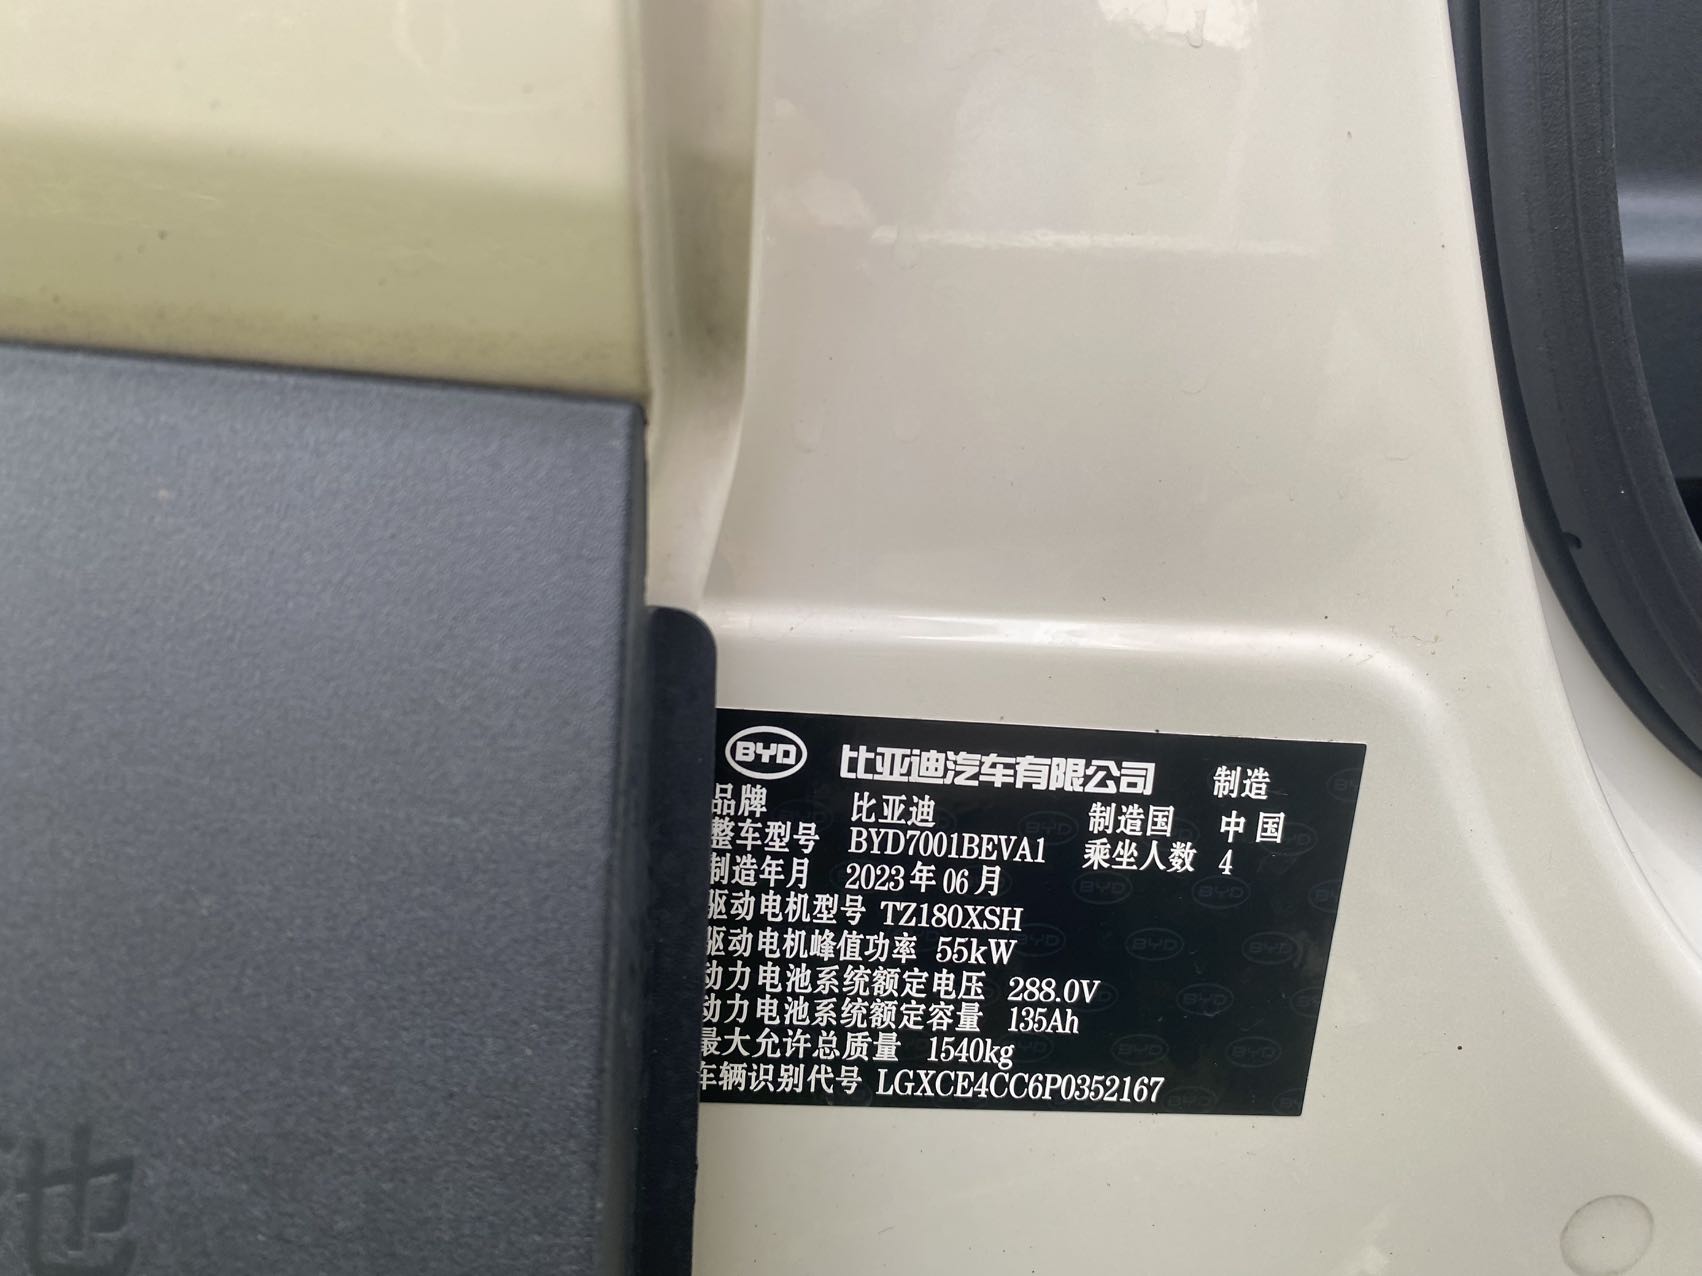 BYD 比亚迪汽车有限公司 制造
品牌 比亚迪 制造国 中国
整车型号 BYD7001BEVA1 乘坐人数 4
制造年月 2023年06月
驱动电机型号 TZ180XSH
驱动电机峰值功率 55kW
动力电池系统额定电压 288.0V
动力电池系统额定容量 135Ah
最大允许总质量 1540kg
车辆识别代号 LGXCE4CC6P0352167
池